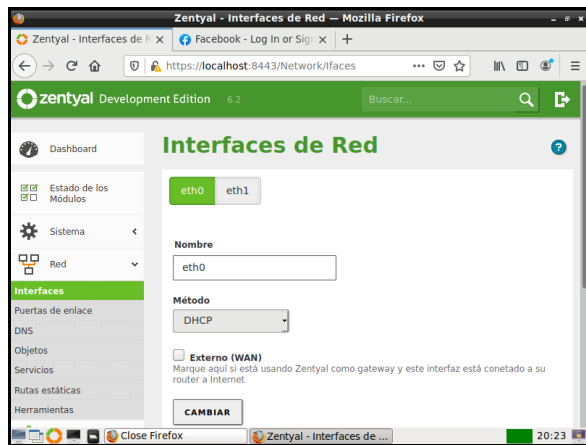 Zentyal - Interfaces de Red — Mozilla Firefox
Zentyal - Interfaces de R
Facebook - Log In or Sign
https://localhost:8443/Network/Ifaces
zentyal Development Edition 6.2
Buscar...
Dashboard
Interfaces de Red
?
Estado de los
Módulos
eth0 eth1
Sistema
Nombre
Red
eth0
Interfaces
Método
Puertas de enlace
DHCP
DNS
Objetos
Externo (WAN)
Servicios
Marque aquí si está usando Zentyal como gateway y este interfaz está conetado a su
router a Internet
Rutas estáticas
Herramientas
CAMBIAR
Close Firefox
Zentyal - Interfaces de ...
20:23